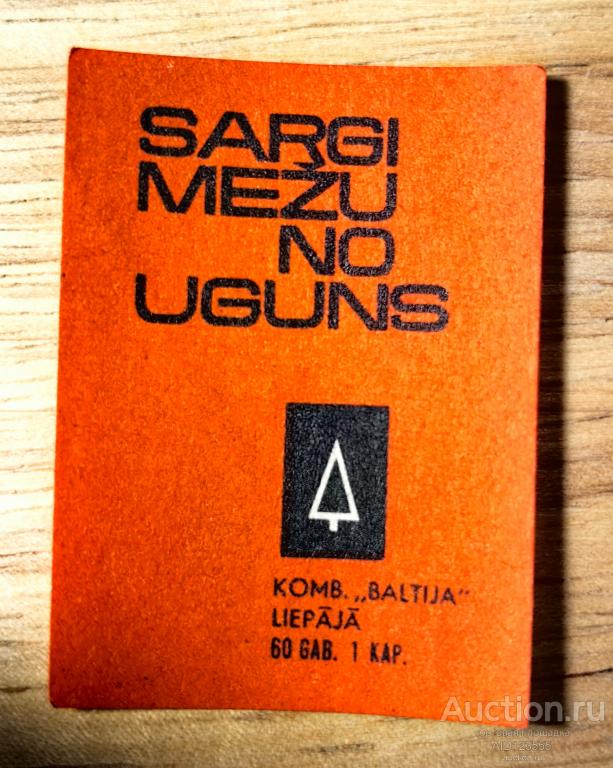 SARGI
MEŽU
NO
UGUNS
KOMB. „BALTIJA"
LIEPĀJĀ
60 GAB. 1 KAP.
Auction.ru